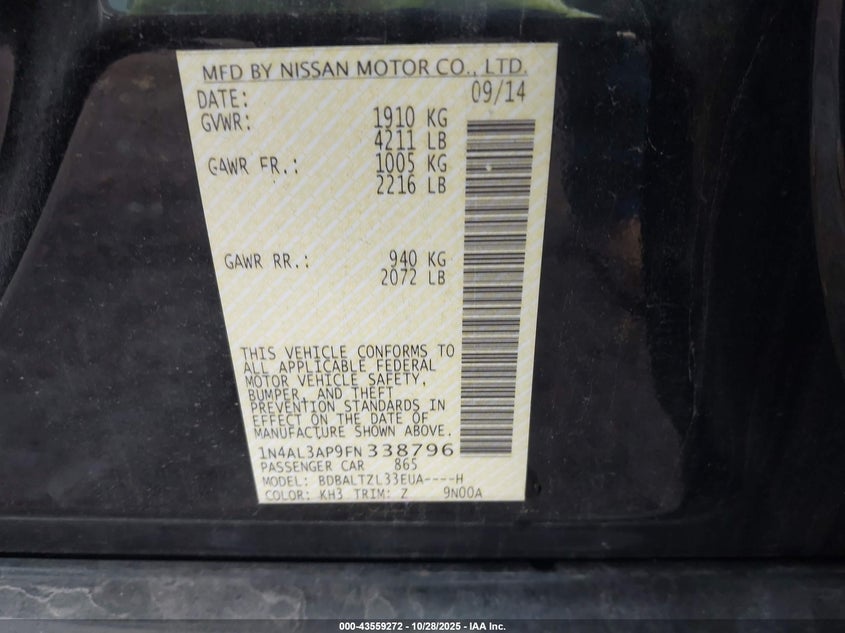 MFD BY NISSAN MOTOR CO., LTD.
DATE: 09/14
GVWR: 1910 KG
4211 LB
GAWR FR.: 1005 KG
2216 LB
GAWR RR.: 940 KG
2072 LB
THIS VEHICLE CONFORMS TO
ALL APPLICABLE FEDERAL
MOTOR VEHICLE SAFETY,
BUMPER, AND THEFT
PREVENTION STANDARDS IN
EFFECT ON THE DATE OF
MANUFACTURE SHOWN ABOVE.
1N4AL3AP9FN338796
PASSENGER CAR 865
MODEL: BDBALTZL33EUA----H
COLOR: KH3 TRIM: Z 9N00A
000-43559272 - 10/28/2025 - IAA Inc.